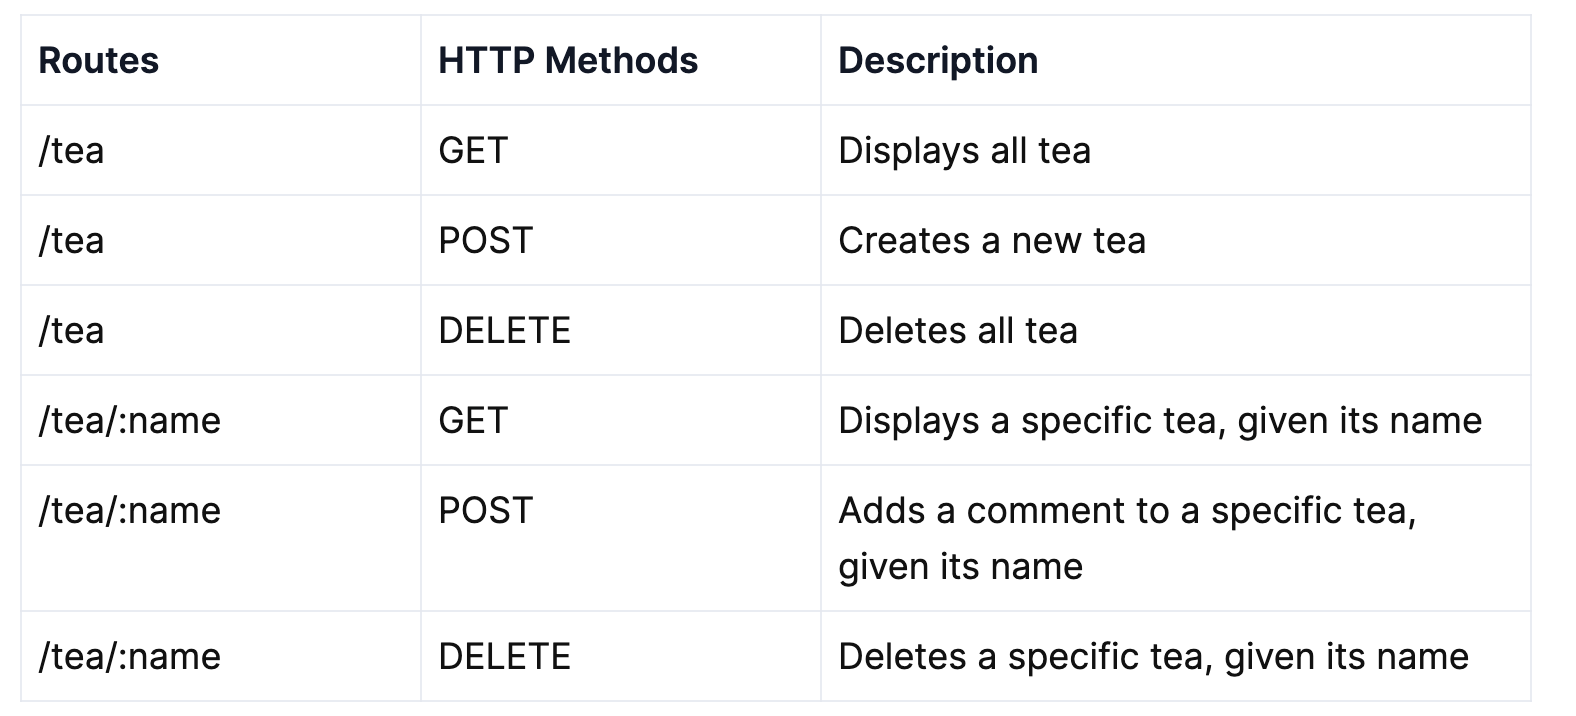 Routes HTTP Methods Description
/tea GET Displays all tea
/tea POST Creates a new tea
/tea DELETE Deletes all tea
/tea/:name GET Displays a specific tea, given its name
/tea/:name POST Adds a comment to a specific tea,
given its name
/tea/:name DELETE Deletes a specific tea, given its name